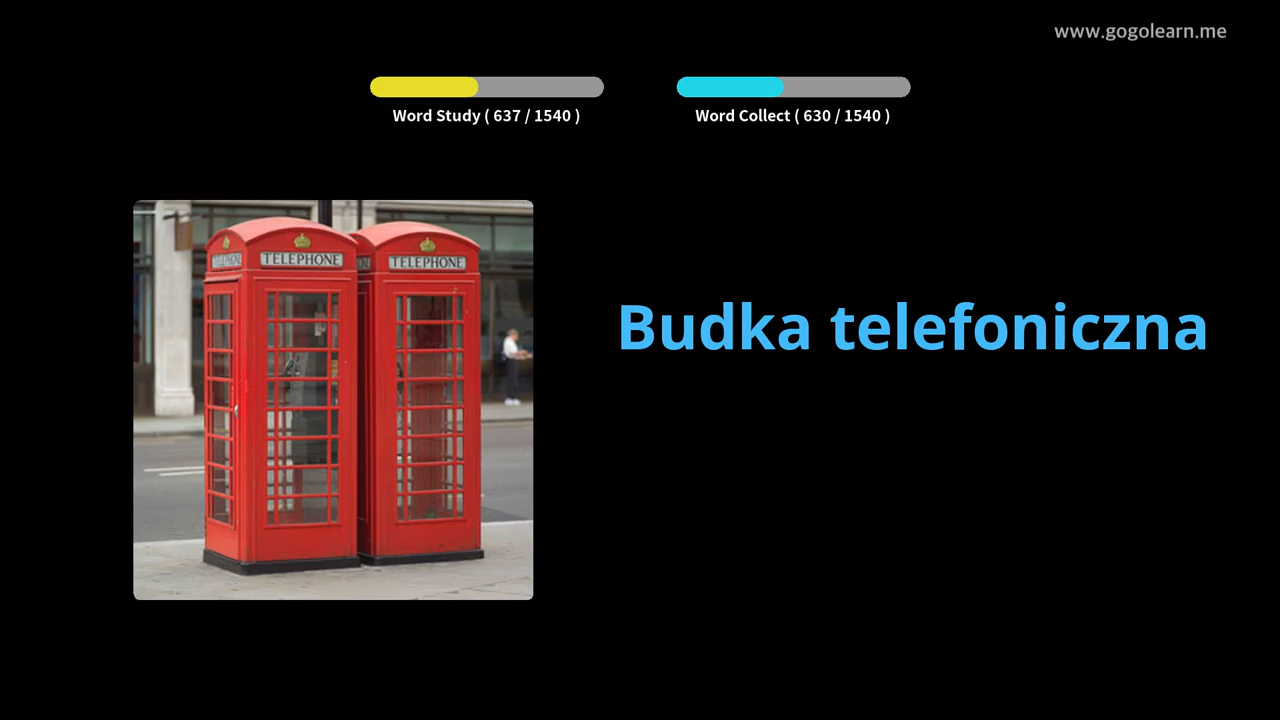 www.gogolearn.me
Word Study ( 637 / 1540 )
Word Collect ( 630 / 1540 )
TELEPHONE
TELEPHONE
Budka telefoniczna